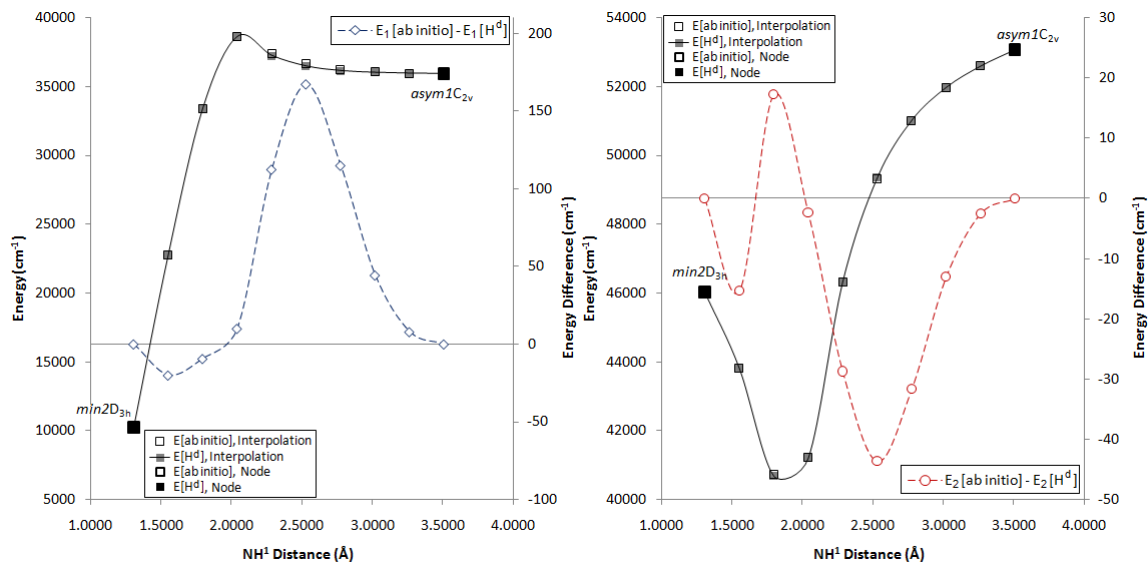 40000
35000
30000
25000
20000
15000
10000
5000
Energy (cm⁻¹)
1.0000 1.5000 2.0000 2.5000 3.0000 3.5000 4.0000
NH¹ Distance (Å)
200
150
100
50
0
-50
-100
Energy Difference (cm⁻¹)
E₁[ab initio] - E₁[Hᵈ]
asym1C₂ᵥ
min2D₃ₕ
E[ab initio], Interpolation
E[Hᵈ], Interpolation
E[ab initio], Node
E[Hᵈ], Node
54000
52000
50000
48000
46000
44000
42000
40000
Energy (cm⁻¹)
1.0000 1.5000 2.0000 2.5000 3.0000 3.5000 4.0000
NH¹ Distance (Å)
30
20
10
0
-10
-20
-30
-40
-50
Energy Difference (cm⁻¹)
E[ab initio], Interpolation
E[Hᵈ], Interpolation
E[ab initio], Node
E[Hᵈ], Node
asym1C₂ᵥ
min2D₃ₕ
E₂[ab initio] - E₂[Hᵈ]